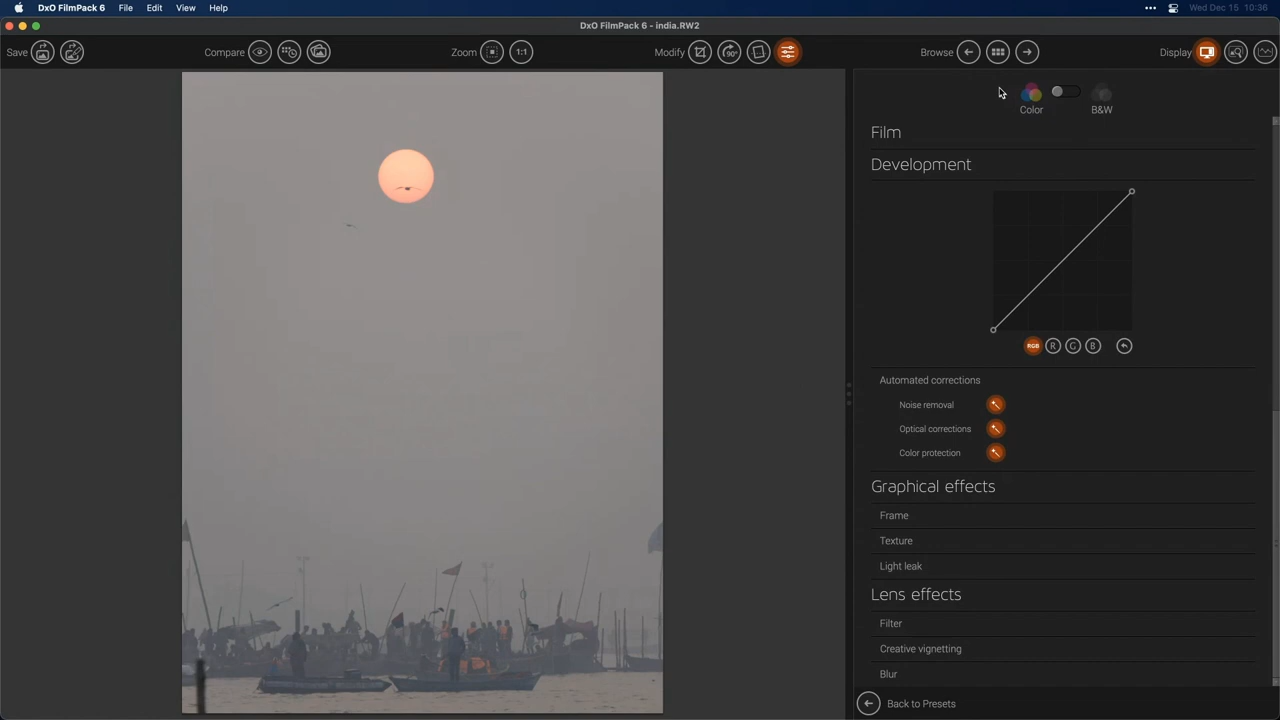 DxO FilmPack 6 File Edit View Help Wed Dec 15 10:36
DxO FilmPack 6 - india.RW2
Save Compare Zoom 1:1 Modify 90° Browse Display
Color B&W
Film
Development
RGB R G B
Automated corrections
Noise removal
Optical corrections
Color protection
Graphical effects
Frame
Texture
Light leak
Lens effects
Filter
Creative vignetting
Blur
Back to Presets